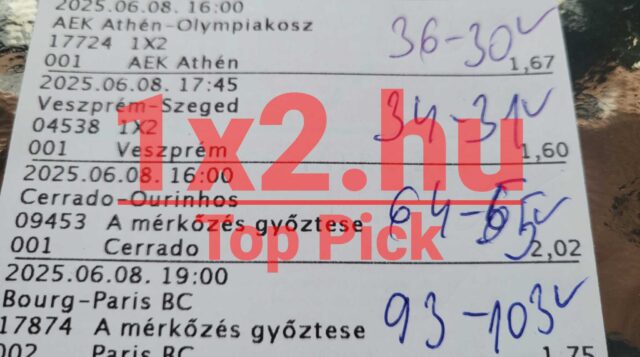 2025.06.08. 16:00
AEK Athén-Olympiakosz
17724 1X2
36-30✓
001 AEK Athén 1,67
2025.06.08. 17:45
Veszprém-Szeged
04538 1X2
34-31✓
001 Veszprém 1,60
2025.06.08. 16:00
Cerrado-Ourinhos
09453 A mérkőzés győztese
64-65✓
001 Cerrado 2,02
2025.06.08. 19:00
Bourg-Paris BC
17874 A mérkőzés győztese
93-103✓
002 Paris BC 1,75
1x2.hu
Top Pick